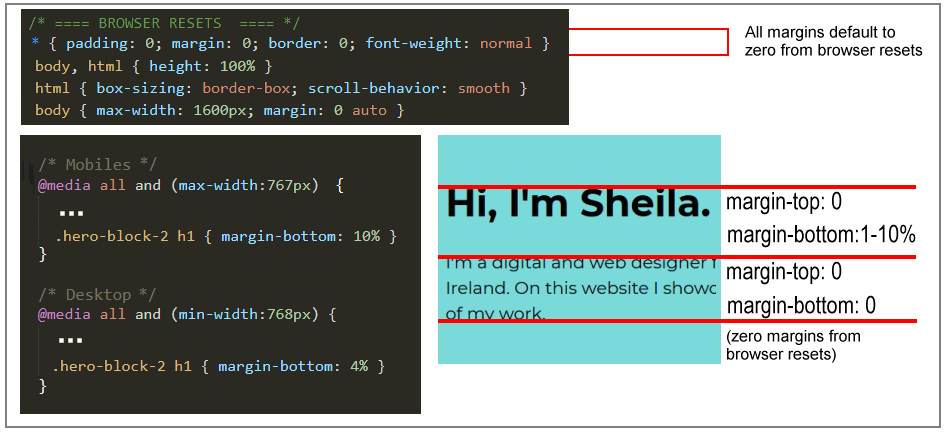 /* ==== BROWSER RESETS  ==== */
* { padding: 0; margin: 0; border: 0; font-weight: normal }
body, html { height: 100% }
html { box-sizing: border-box; scroll-behavior: smooth }
body { max-width: 1600px; margin: 0 auto }
All margins default to
zero from browser resets
/* Mobiles */
@media all and (max-width:767px)  {
...
.hero-block-2 h1 { margin-bottom: 10% }
}
/* Desktop */
@media all and (min-width:768px) {
...
.hero-block-2 h1 { margin-bottom: 4% }
}
Hi, I'm Sheila.
I'm a digital and web designer f
Ireland. On this website I showc
of my work.
margin-top: 0
margin-bottom:1-10%
margin-top: 0
margin-bottom: 0
(zero margins from
browser resets)